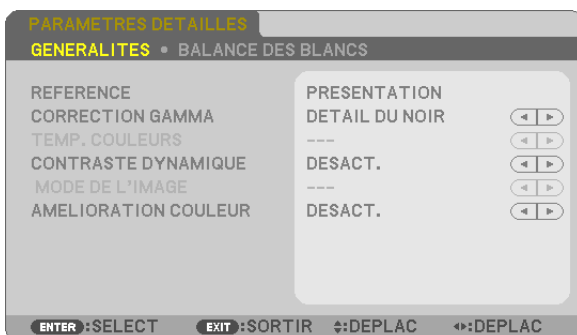 PARAMETRES DETAILLES
GENERALITES • BALANCE DES BLANCS
REFERENCE PRESENTATION
CORRECTION GAMMA DETAIL DU NOIR
TEMP. COULEURS ---
CONTRASTE DYNAMIQUE DESACT.
MODE DE L'IMAGE ---
AMELIORATION COULEUR DESACT.
ENTER :SELECT EXIT :SORTIR :DEPLAC :DEPLAC